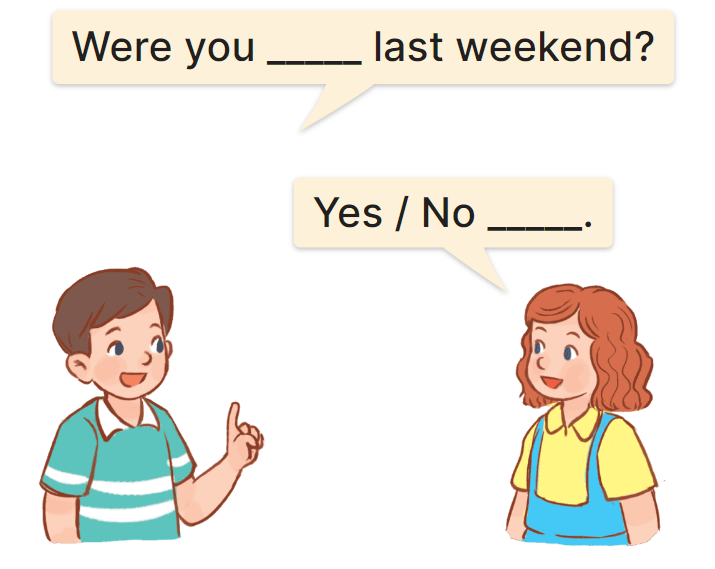 Were you _____ last weekend?
Yes / No _____.